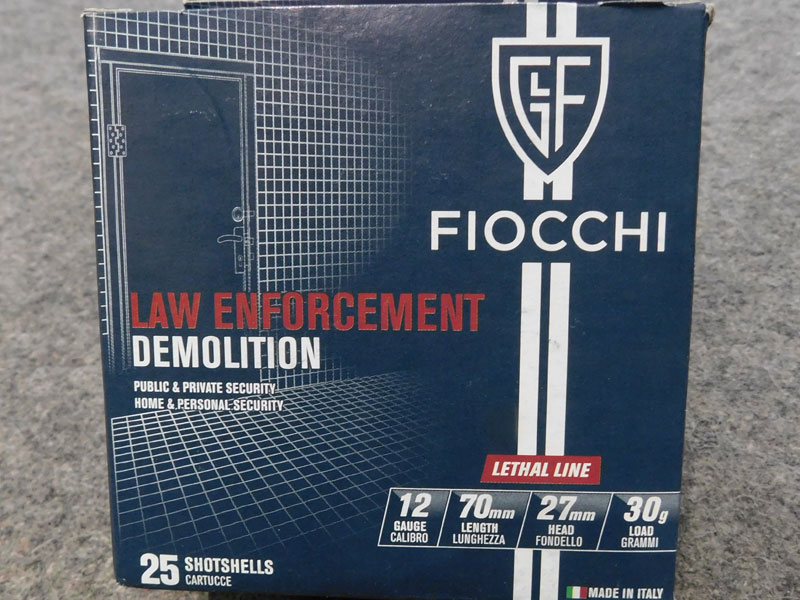 GLF
FIOCCHI
LAW ENFORCEMENT
DEMOLITION
PUBLIC & PRIVATE SECURITY
HOME & PERSONAL SECURITY
LETHAL LINE
12 70mm 27mm 30g
GAUGE LENGTH HEAD LOAD
CALIBRO LUNGHEZZA FONDELLO GRAMMI
25 SHOTSHELLS
CARTUCCE
MADE IN ITALY